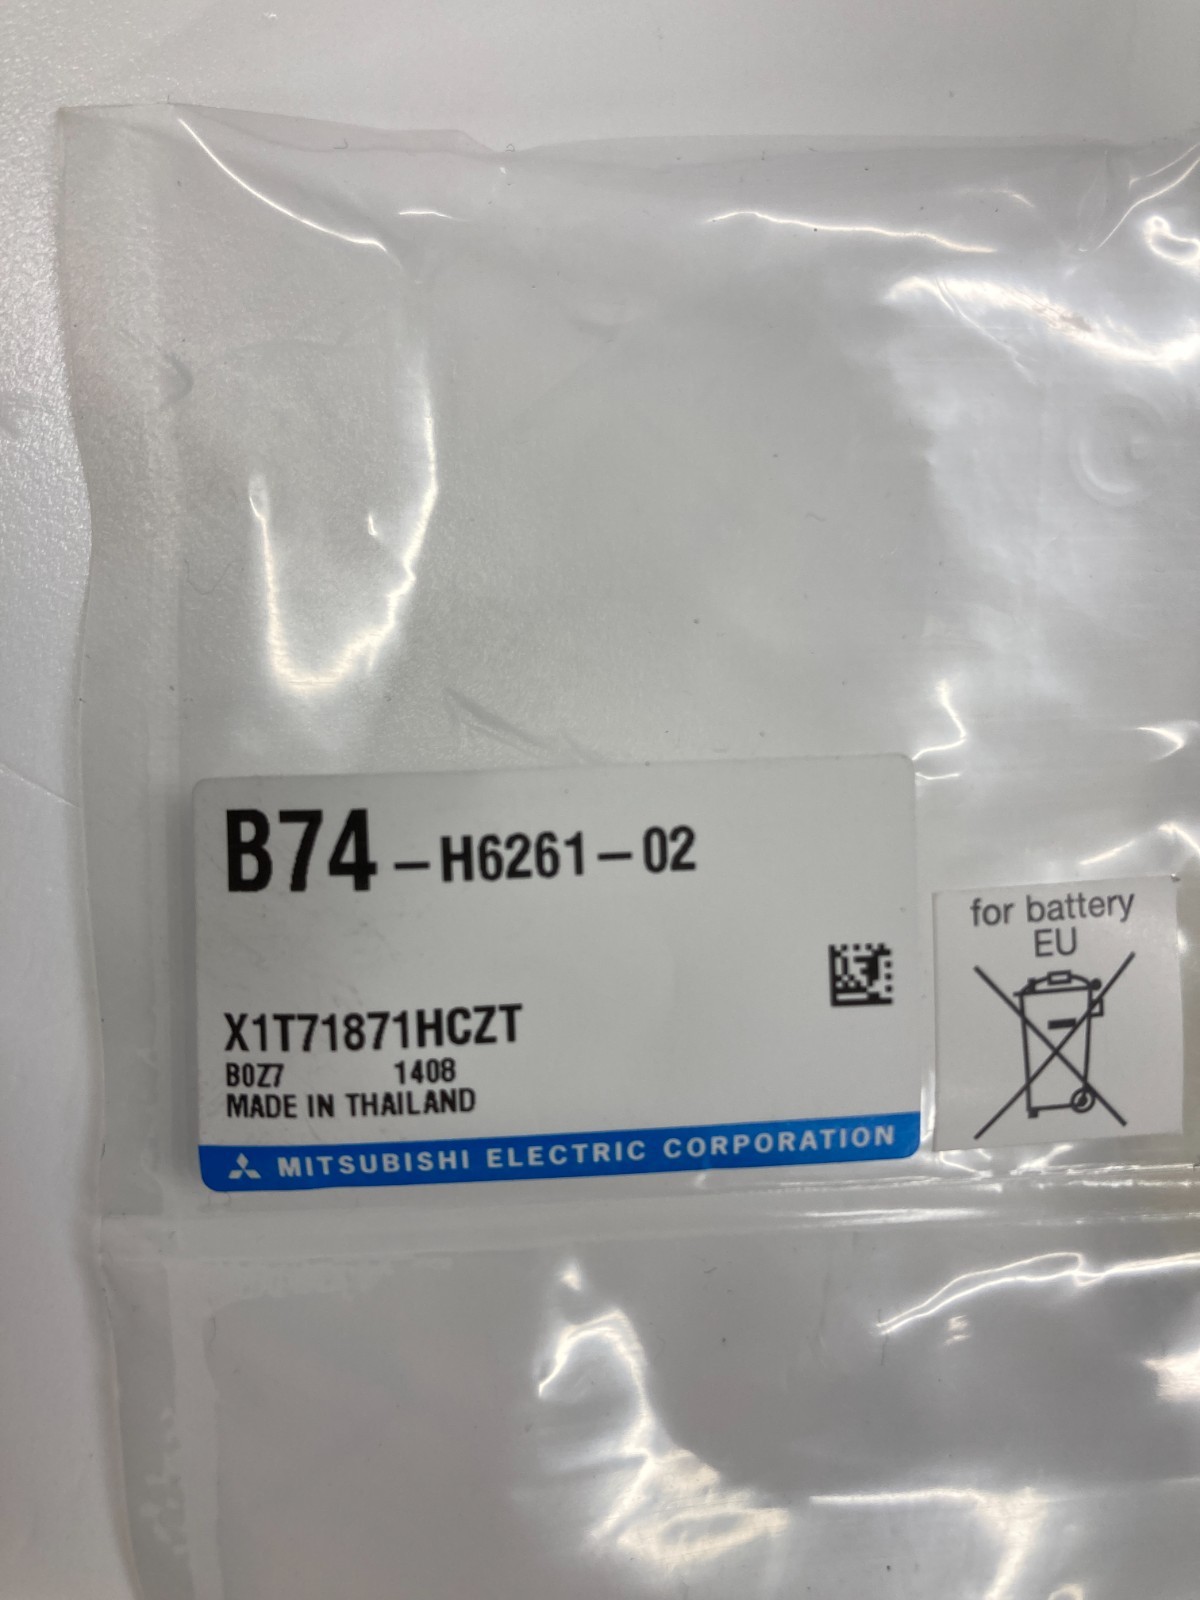 B74-H6261-02
X1T71871HCZT
B0Z7 1408
MADE IN THAILAND
MITSUBISHI ELECTRIC CORPORATION
for battery
EU